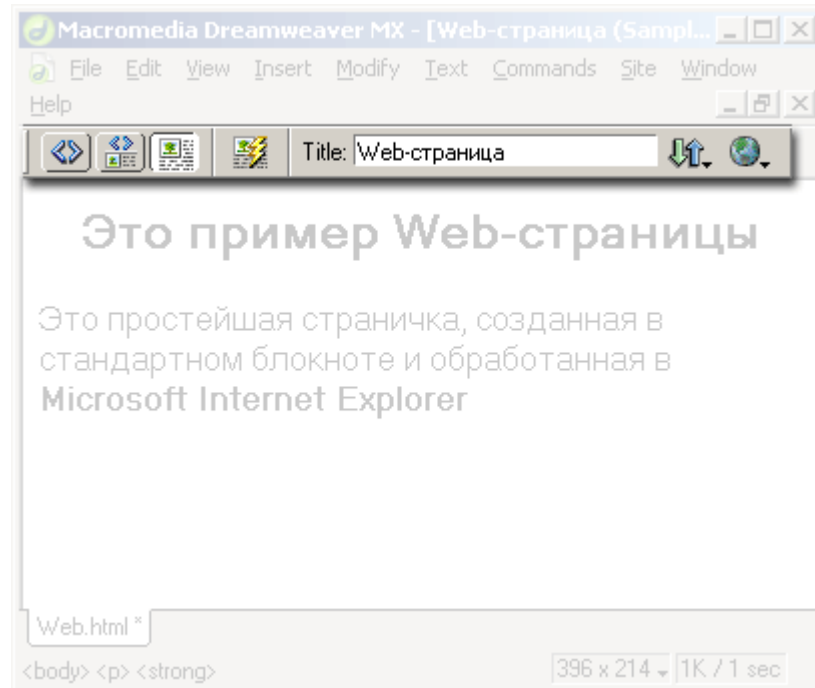 Macromedia Dreamweaver MX - [Web-страница (Sampl...
File Edit View Insert Modify Text Commands Site Window
Help
Title: Web-страница
Это пример Web-страницы
Это простейшая страничка, созданная в
стандартном блокноте и обработанная в
Microsoft Internet Explorer
Web.html *
<body> <p> <strong> 396 x 214 1K / 1 sec